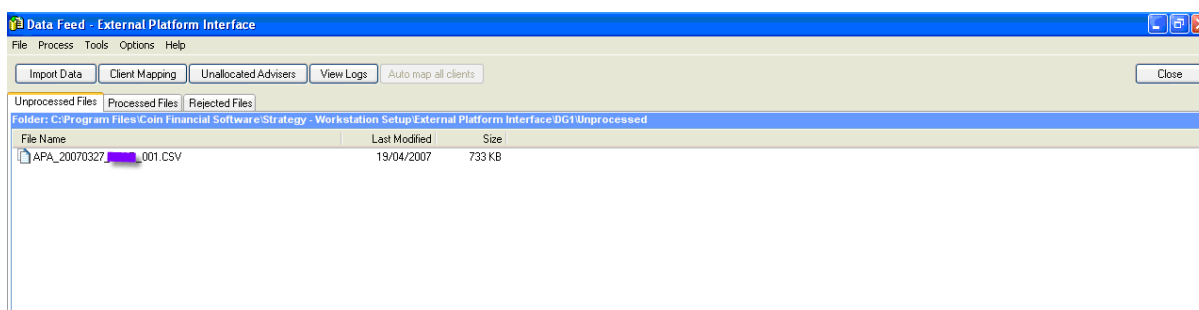 Data Feed - External Platform Interface
File Process Tools Options Help
Import Data Client Mapping Unallocated Advisers View Logs Auto map all clients Close
Unprocessed Files Processed Files Rejected Files
Folder: C:\Program Files\Coin Financial Software\Strategy - Workstation Setup\External Platform Interface\DG1\Unprocessed
File Name Last Modified Size
APA_20070327_ _001.CSV 19/04/2007 733 KB